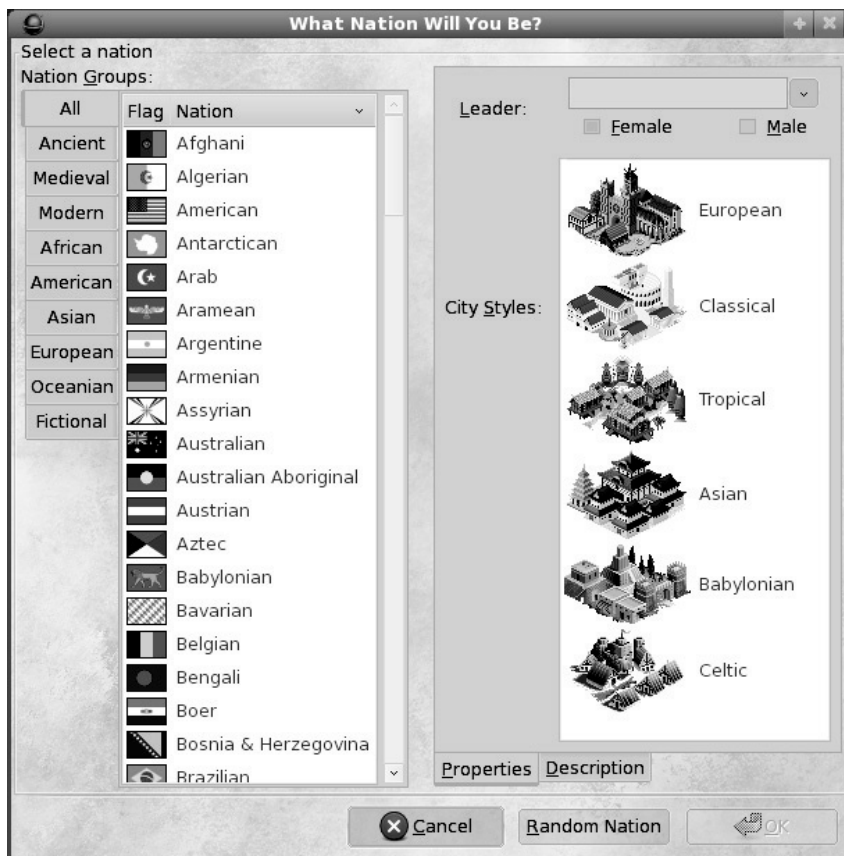 What Nation Will You Be?
Select a nation
Nation Groups:
All
Ancient
Medieval
Modern
African
American
Asian
European
Oceanian
Fictional
Flag Nation
Afghani
Algerian
American
Antarctican
Arab
Aramean
Argentine
Armenian
Assyrian
Australian
Australian Aboriginal
Austrian
Aztec
Babylonian
Bavarian
Belgian
Bengali
Boer
Bosnia & Herzegovina
Brazilian
Leader:
Female Male
City Styles:
European
Classical
Tropical
Asian
Babylonian
Celtic
Properties Description
Cancel Random Nation OK